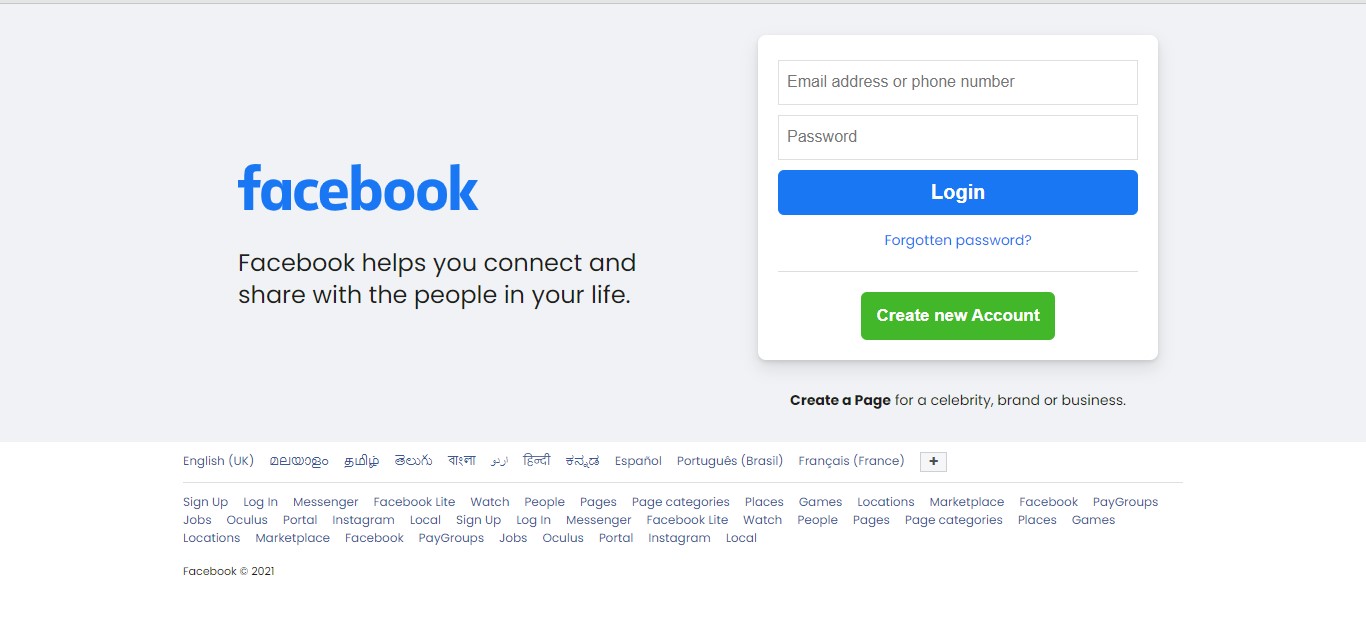 facebook
Facebook helps you connect and
share with the people in your life.
Email address or phone number
Password
Login
Forgotten password?
Create new Account
Create a Page for a celebrity, brand or business.
English (UK) മലയാളം தமிழ் తెలుగు বাংলা اردو हिन्दी ಕನ್ನಡ Español Português (Brasil) Français (France) +
Sign Up Log In Messenger Facebook Lite Watch People Pages Page categories Places Games Locations Marketplace Facebook PayGroups
Jobs Oculus Portal Instagram Local Sign Up Log In Messenger Facebook Lite Watch People Pages Page categories Places Games
Locations Marketplace Facebook PayGroups Jobs Oculus Portal Instagram Local
Facebook © 2021